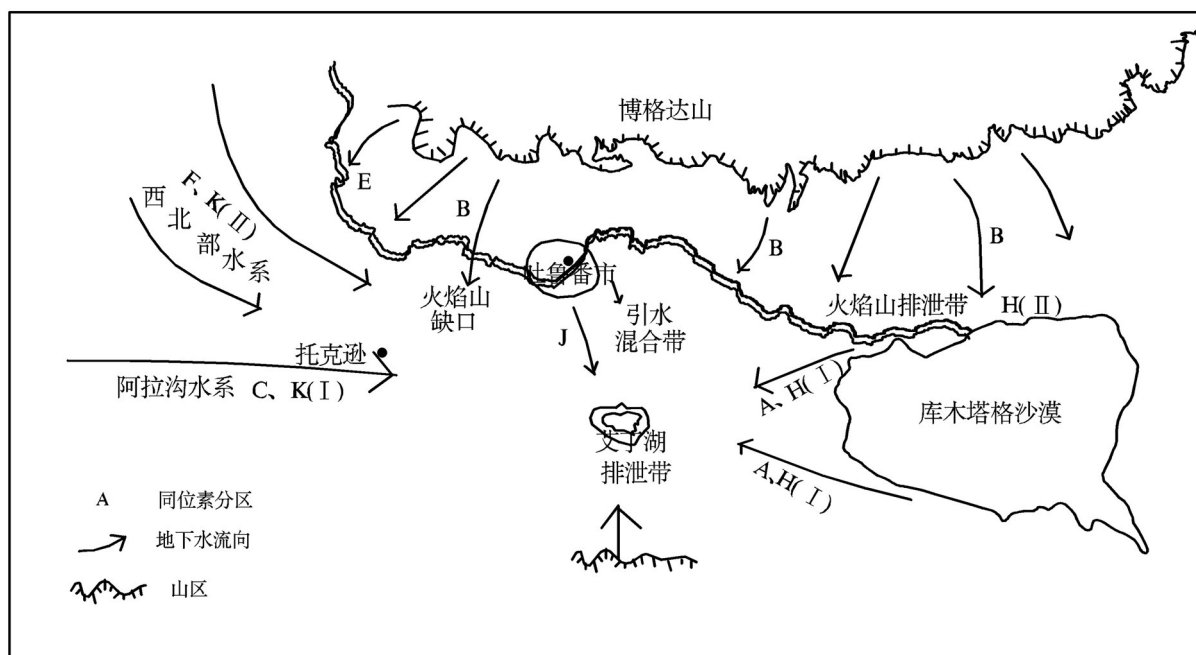 博格达山
E
B
B
B
F、K(Ⅱ)
西北部水系
吐鲁番市
火焰山
缺口
引水
混合带
J
火焰山排泄带
H(Ⅱ)
托克逊
阿拉沟水系 C、K(Ⅰ)
A、H(Ⅰ)
库木塔格沙漠
艾丁湖
排泄带
A、H(Ⅰ)
A 同位素分区
地下水流向
山区